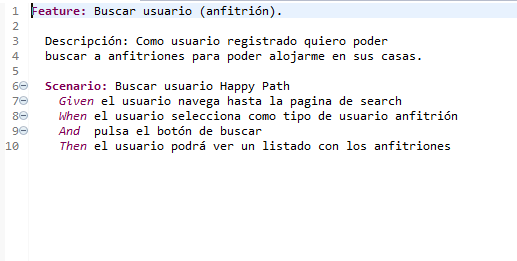 1 Feature: Buscar usuario (anfitrión).
2
3 Descripción: Como usuario registrado quiero poder
4 buscar a anfitriones para poder alojarme en sus casas.
5
6 Scenario: Buscar usuario Happy Path
7 Given el usuario navega hasta la pagina de search
8 When el usuario selecciona como tipo de usuario anfitrión
9 And pulsa el botón de buscar
10 Then el usuario podrá ver un listado con los anfitriones